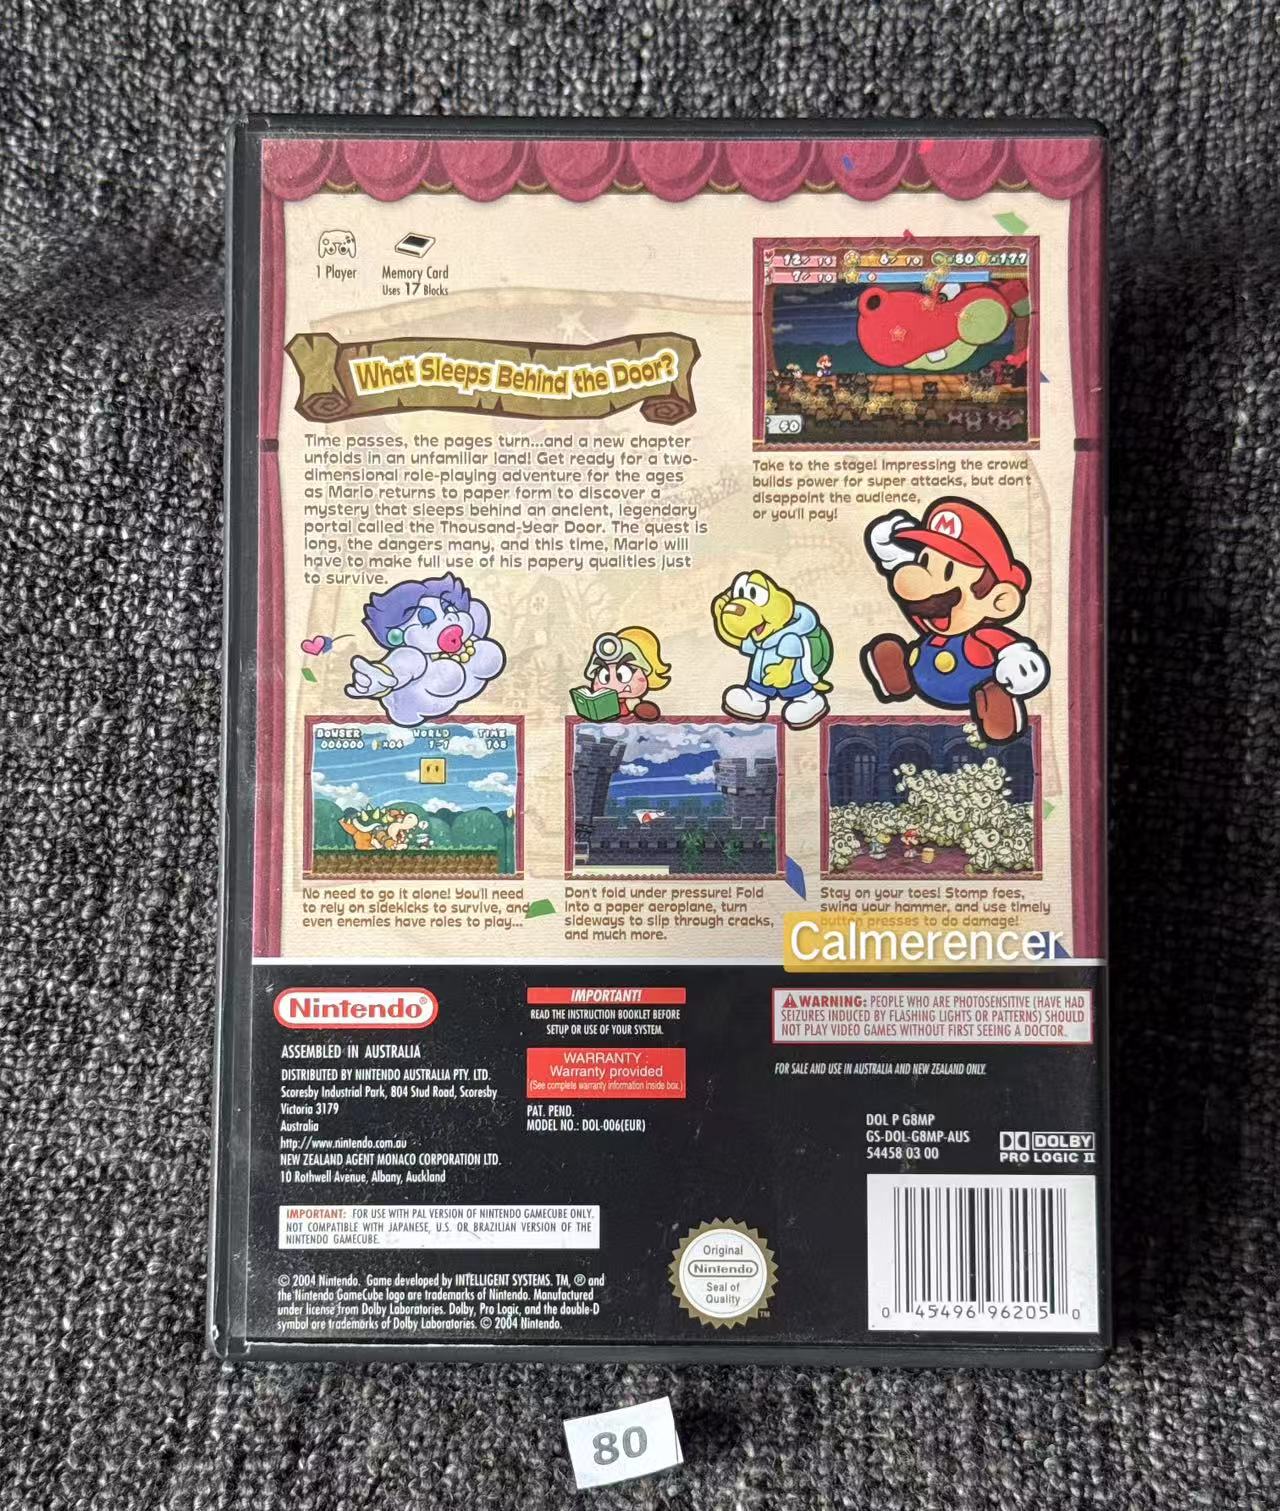 1 Player
Memory Card
Uses 17 Blocks
What Sleeps Behind the Door?
Time passes, the pages turn...and a new chapter
unfolds in an unfamiliar land! Get ready for a two-
dimensional role-playing adventure for the ages
as Mario returns to paper form to discover a
mystery that sleeps behind an ancient, legendary
portal called the Thousand-Year Door. The quest is
long, the dangers many, and this time, Mario will
have to make full use of his papery qualities just
to survive.
Take to the stage! Impressing the crowd
builds power for super attacks, but don't
disappoint the audience,
or you'll pay!
M
BOWSER WORLD TIME
006000 ×04 1-1 168
No need to go it alone! You'll need
to rely on sidekicks to survive, and
even enemies have roles to play...
Don't fold under pressure! Fold
into a paper aeroplane, turn
sideways to slip through cracks,
and much more.
Stay on your toes! Stomp foes,
swing your hammer, and use timely
button presses to do damage!
Calmerencer
Nintendo®
ASSEMBLED IN AUSTRALIA
DISTRIBUTED BY NINTENDO AUSTRALIA PTY. LTD.
Scoresby Industrial Park, 804 Stud Road, Scoresby
Victoria 3179
Australia
http://www.nintendo.com.au
NEW ZEALAND AGENT MONACO CORPORATION LTD.
10 Rothwell Avenue, Albany, Auckland
IMPORTANT: FOR USE WITH PAL VERSION OF NINTENDO GAMECUBE ONLY.
NOT COMPATIBLE WITH JAPANESE, U.S. OR BRAZILIAN VERSION OF THE
NINTENDO GAMECUBE.
© 2004 Nintendo. Game developed by INTELLIGENT SYSTEMS. TM, ® and
the Nintendo GameCube logo are trademarks of Nintendo. Manufactured
under license from Dolby Laboratories. Dolby, Pro Logic, and the double-D
symbol are trademarks of Dolby Laboratories. © 2004 Nintendo.
IMPORTANT!
READ THE INSTRUCTION BOOKLET BEFORE
SETUP OR USE OF YOUR SYSTEM.
WARRANTY :
Warranty provided
(See complete warranty information inside box.)
PAT. PEND.
MODEL NO.: DOL-006(EUR)
WARNING: PEOPLE WHO ARE PHOTOSENSITIVE (HAVE HAD
SEIZURES INDUCED BY FLASHING LIGHTS OR PATTERNS) SHOULD
NOT PLAY VIDEO GAMES WITHOUT FIRST SEEING A DOCTOR.
FOR SALE AND USE IN AUSTRALIA AND NEW ZEALAND ONLY.
DOL P G8MP
GS-DOL-G8MP-AUS
54458 03 00
DOLBY
PRO LOGIC II
Original
Nintendo
Seal of
Quality
TM
0 45496 96205 0
80